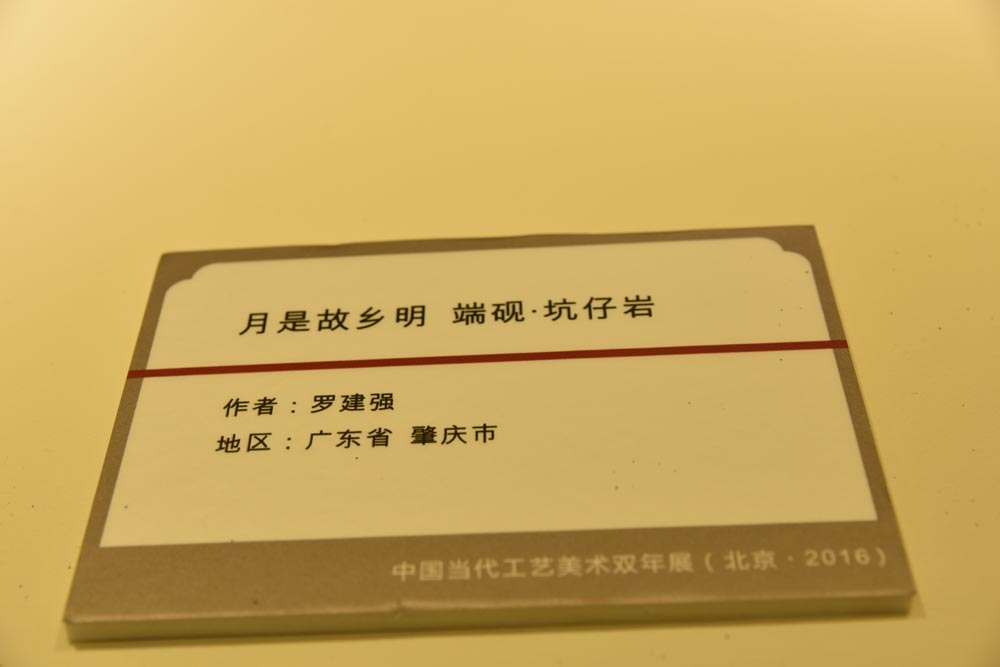 月是故乡明 端砚·坑仔岩
作者：罗建强
地区：广东省 肇庆市
中国当代工艺美术双年展（北京·2016）